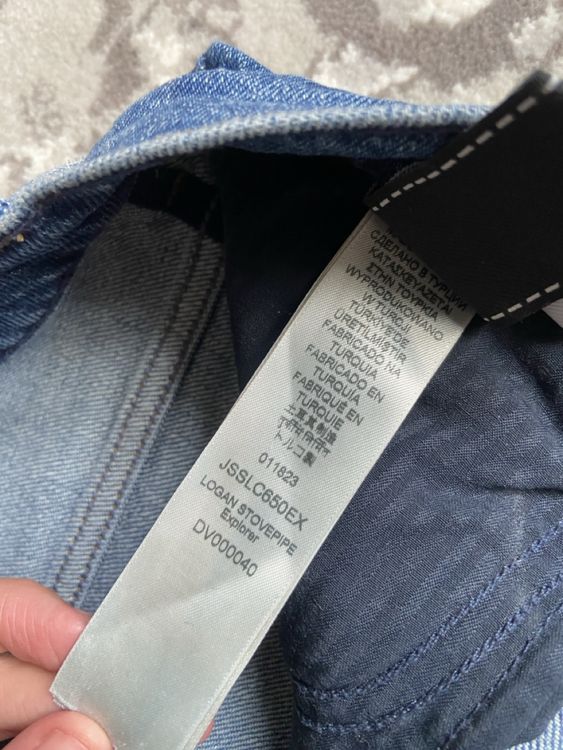 СДЕЛАНО В ТУРЦИИ
ΚΑΤΑΣΚΕΥΑΖΕΤΑΙ
ΣΤΗΝ ΤΟΥΡΚΙΑ
WYPRODUKOWANO
W TURCJI
TÜRKİYE'DE
ÜRETİLMİŞTİR
FABRICADO NA
TURQUIA
FABRICADO EN
TURQUÍA
FABRIQUÉ EN
TURQUIE
土耳其制造
トルコ製
011823
JSSLC650EX
LOGAN STOVEPIPE
Explorer
DV000040